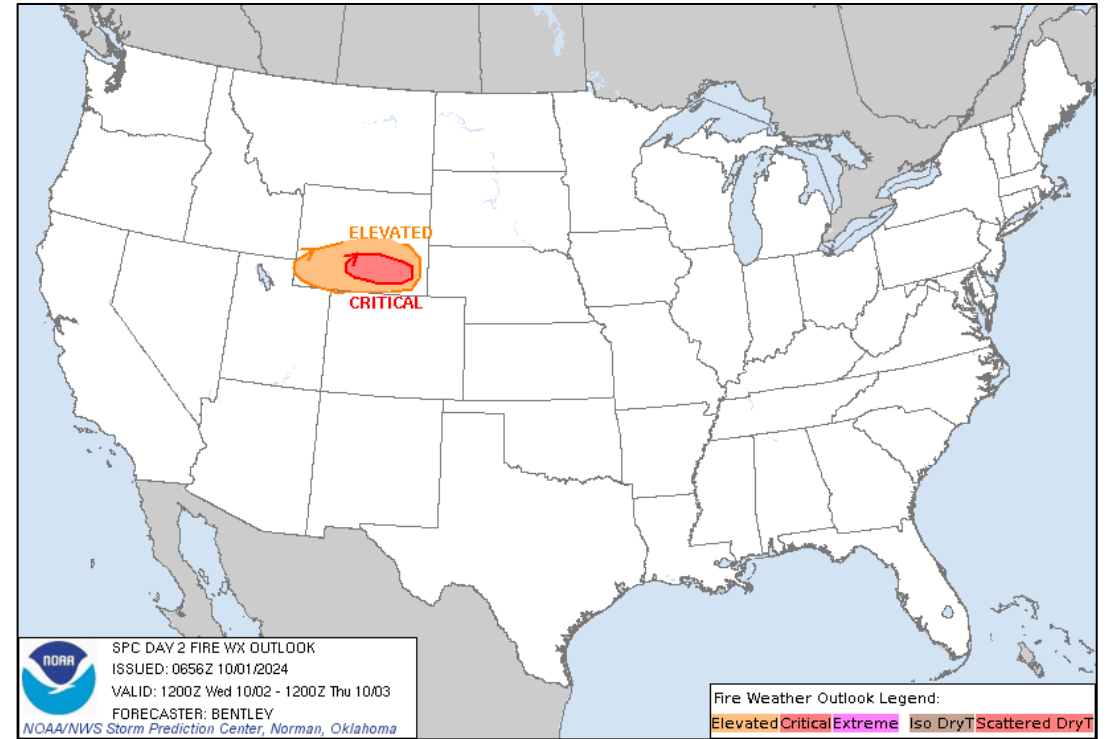 ELEVATED
CRITICAL
NOAA
SPC DAY 2 FIRE WX OUTLOOK
ISSUED: 0656Z 10/01/2024
VALID: 1200Z Wed 10/02 - 1200Z Thu 10/03
FORECASTER: BENTLEY
NOAA/NWS Storm Prediction Center, Norman, Oklahoma
Fire Weather Outlook Legend:
Elevated Critical Extreme Iso DryT Scattered DryT